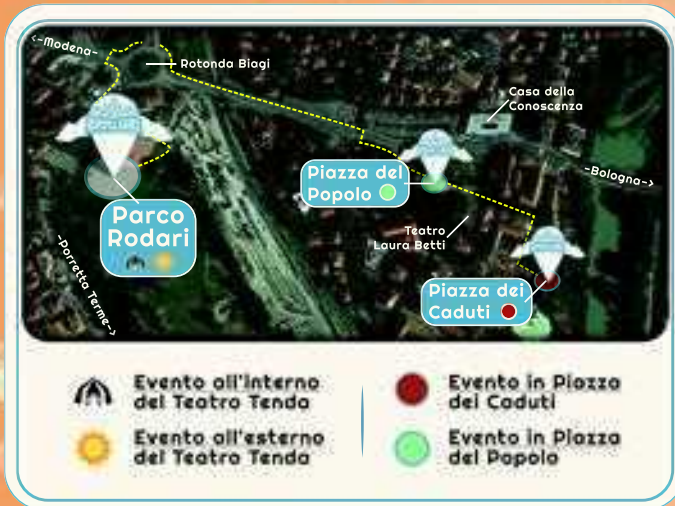 <-Modena-
Rotonda Biagi
Casa della
Conoscenza
-Bologna->
Piazza del
Popolo
Parco
Rodari
Teatro
Laura Betti
-Porretta Terme->
Piazza dei
Caduti
Evento all'interno
del Teatro Tenda
Evento all'esterno
del Teatro Tenda
Evento in Piazza
dei Caduti
Evento in Piazza
del Popolo